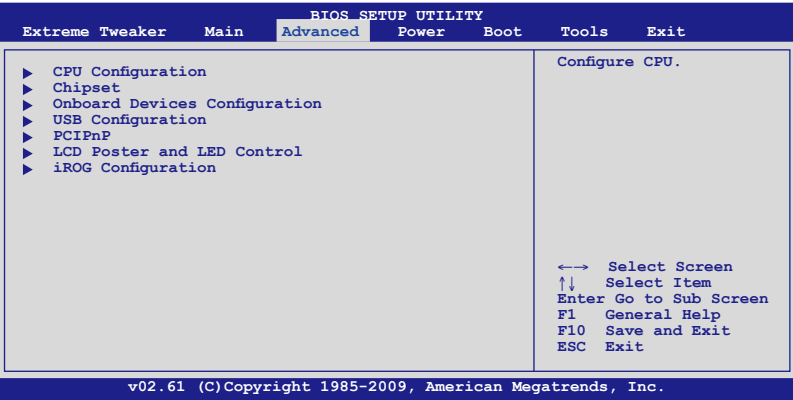 BIOS SETUP UTILITY
Extreme Tweaker Main Advanced Power Boot Tools Exit
CPU Configuration
Chipset
Onboard Devices Configuration
USB Configuration
PCIPnP
LCD Poster and LED Control
iROG Configuration
Configure CPU.
←→ Select Screen
↑↓ Select Item
Enter Go to Sub Screen
F1 General Help
F10 Save and Exit
ESC Exit
v02.61 (C)Copyright 1985-2009, American Megatrends, Inc.